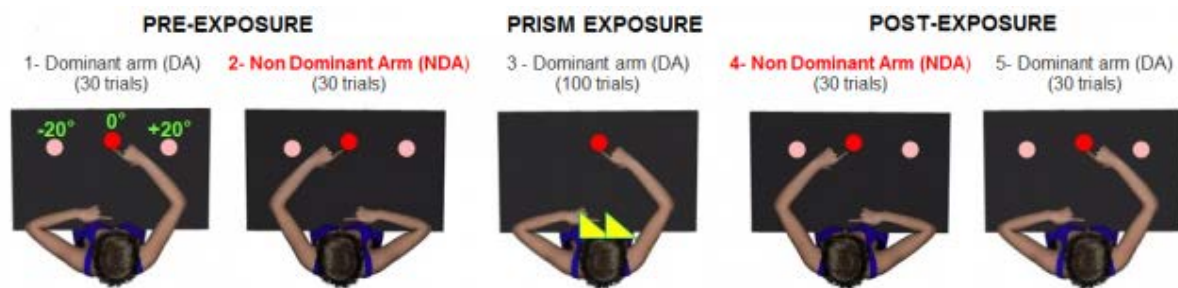 PRE-EXPOSURE
PRISM EXPOSURE
POST-EXPOSURE
1- Dominant arm (DA)
(30 trials)
2- Non Dominant Arm (NDA)
(30 trials)
3 - Dominant arm (DA)
(100 trials)
4- Non Dominant Arm (NDA)
(30 trials)
5- Dominant arm (DA)
(30 trials)
-20° 0° +20°